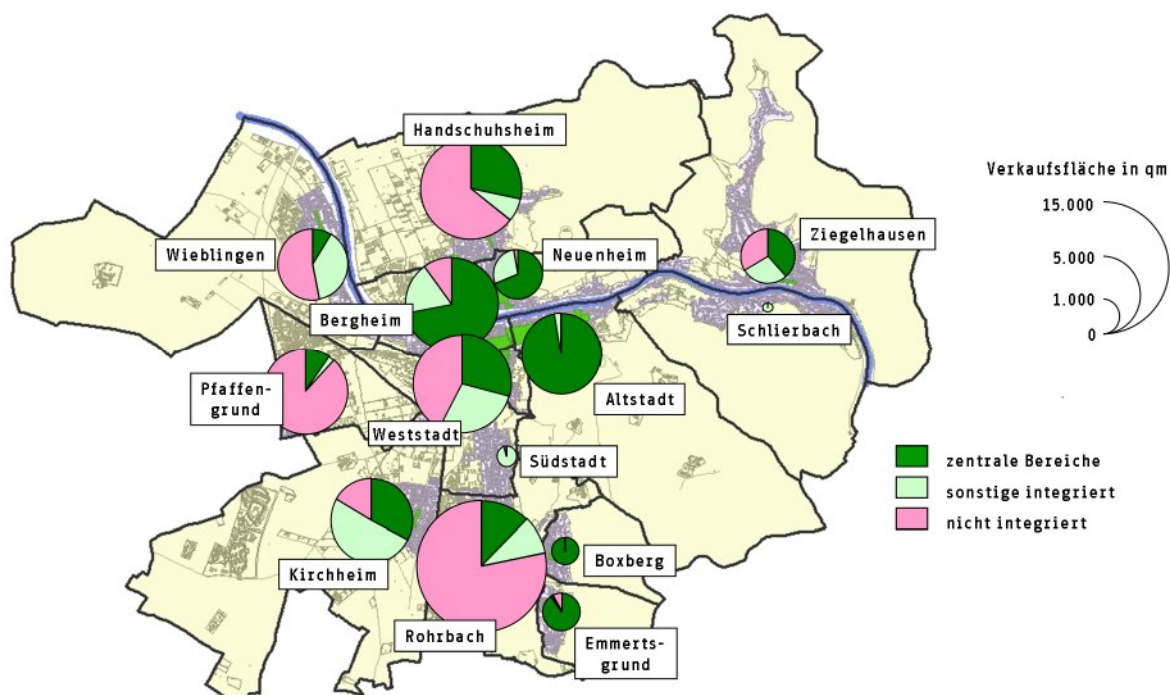 Handschuhsheim
Verkaufsfläche in qm
15.000
5.000
1.000
0
Wieblingen
Neuenheim
Ziegelhausen
Bergheim
Schlierbach
Pfaffen-
grund
Altstadt
Weststadt
Südstadt
zentrale Bereiche
sonstige integriert
nicht integriert
Kirchheim
Boxberg
Rohrbach
Emmerts-
grund